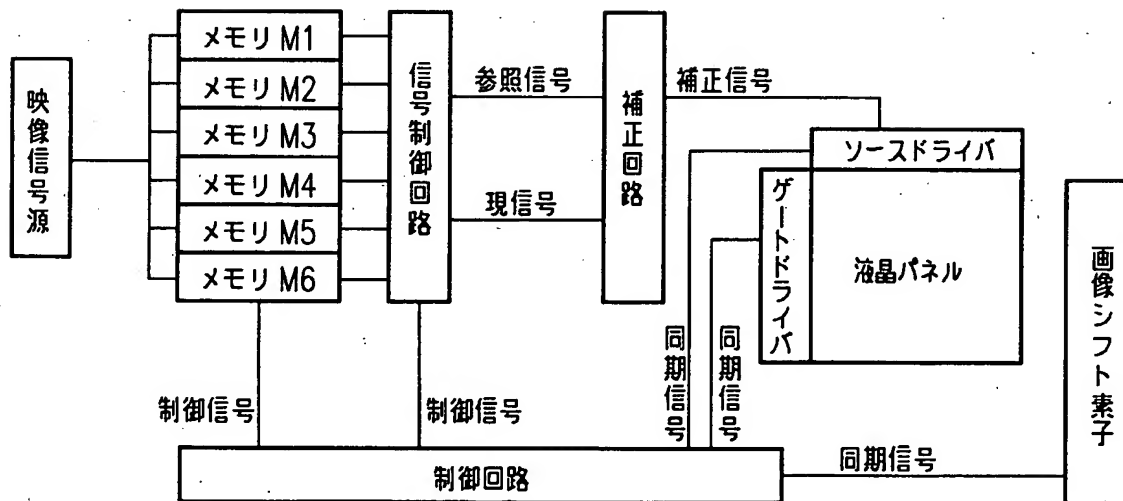 映像信号源
メモリ M1
メモリ M2
メモリ M3
メモリ M4
メモリ M5
メモリ M6
信号制御回路
参照信号
現信号
補正回路
補正信号
ソースドライバ
ゲートドライバ
液晶パネル
画像シフト素子
制御信号
制御信号
同期信号
同期信号
制御回路
同期信号